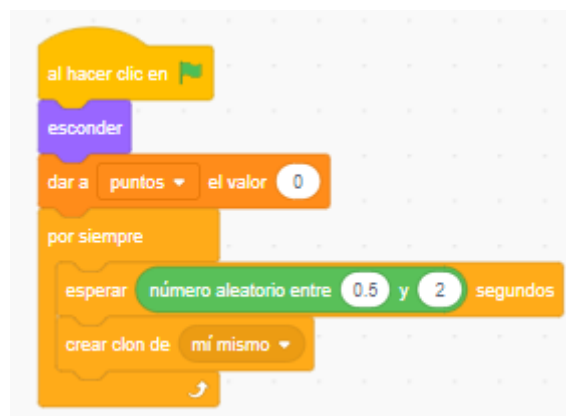 al hacer clic en
esconder
dar a puntos el valor 0
por siempre
esperar número aleatorio entre 0.5 y 2 segundos
crear clon de mí mismo